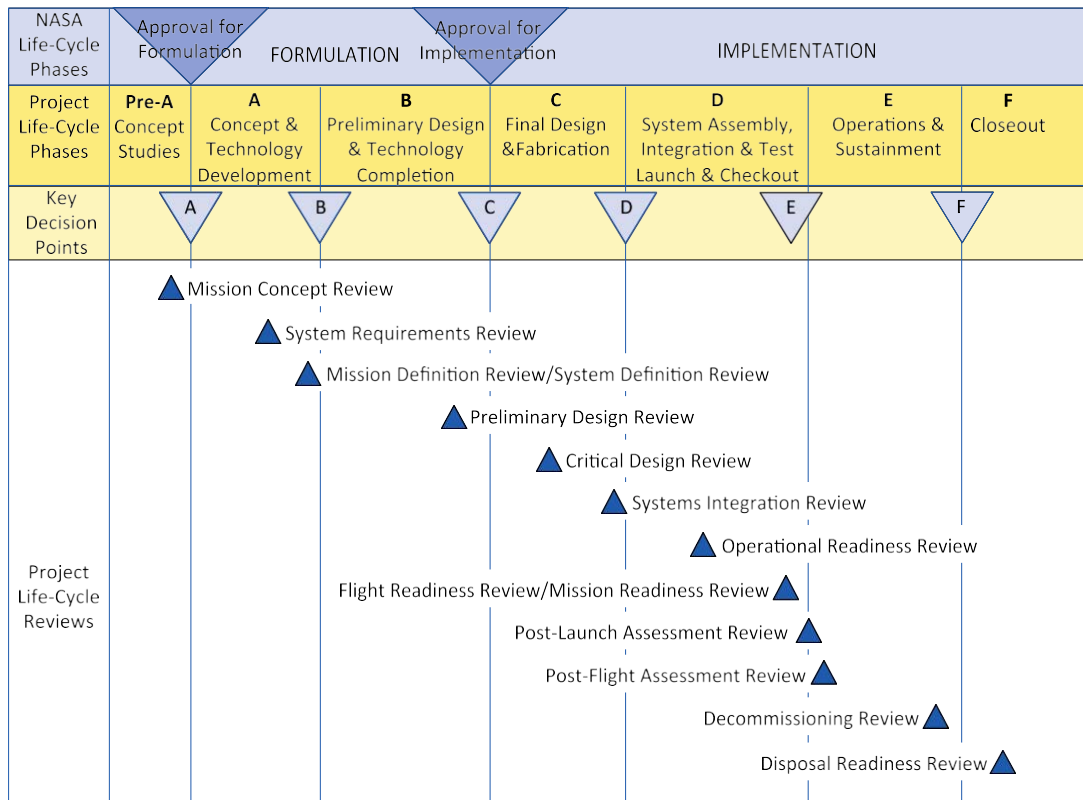 NASA
Life-Cycle
Phases
Approval for
Formulation
FORMULATION
Approval for
Implementation
IMPLEMENTATION
Project
Life-Cycle
Phases
Pre-A
Concept
Studies
A
Concept &
Technology
Development
B
Preliminary Design
& Technology
Completion
C
Final Design
&Fabrication
D
System Assembly,
Integration & Test
Launch & Checkout
E
Operations &
Sustainment
F
Closeout
Key
Decision
Points
A
B
C
D
E
F
Project
Life-Cycle
Reviews
Mission Concept Review
System Requirements Review
Mission Definition Review/System Definition Review
Preliminary Design Review
Critical Design Review
Systems Integration Review
Operational Readiness Review
Flight Readiness Review/Mission Readiness Review
Post-Launch Assessment Review
Post-Flight Assessment Review
Decommissioning Review
Disposal Readiness Review